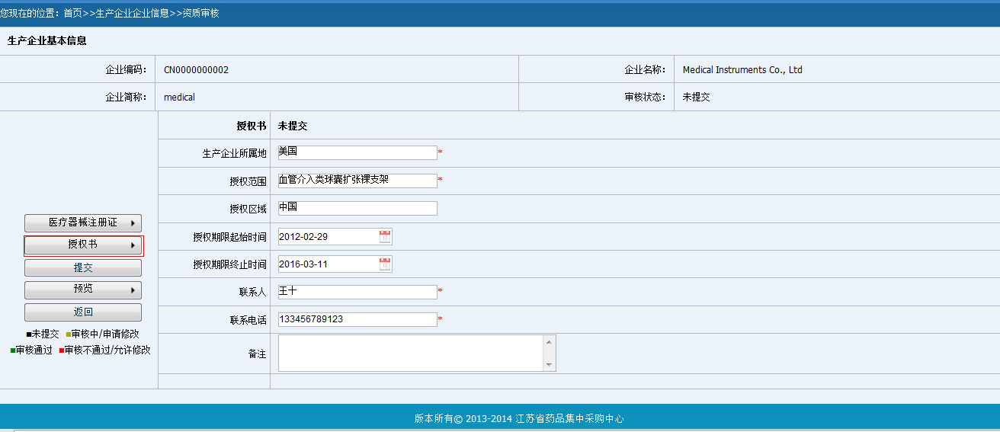 您现在的位置：首页>>生产企业企业信息>>资质审核
生产企业基本信息
企业编码： CN0000000002 企业名称： Medical Instruments Co., Ltd
企业简称： medical 审核状态： 未提交
授权书 未提交
生产企业所属地 美国 *
授权范围 血管介入类球囊扩张裸支架 *
授权区域 中国
授权期限起始时间 2012-02-29
授权期限终止时间 2016-03-11
联系人 王十 *
联系电话 133456789123 *
备注
医疗器械注册证
授权书
提交
预览
返回
■未提交 ■审核中/申请修改
■审核通过 ■审核不通过/允许修改
版本所有© 2013-2014 江苏省药品集中采购中心